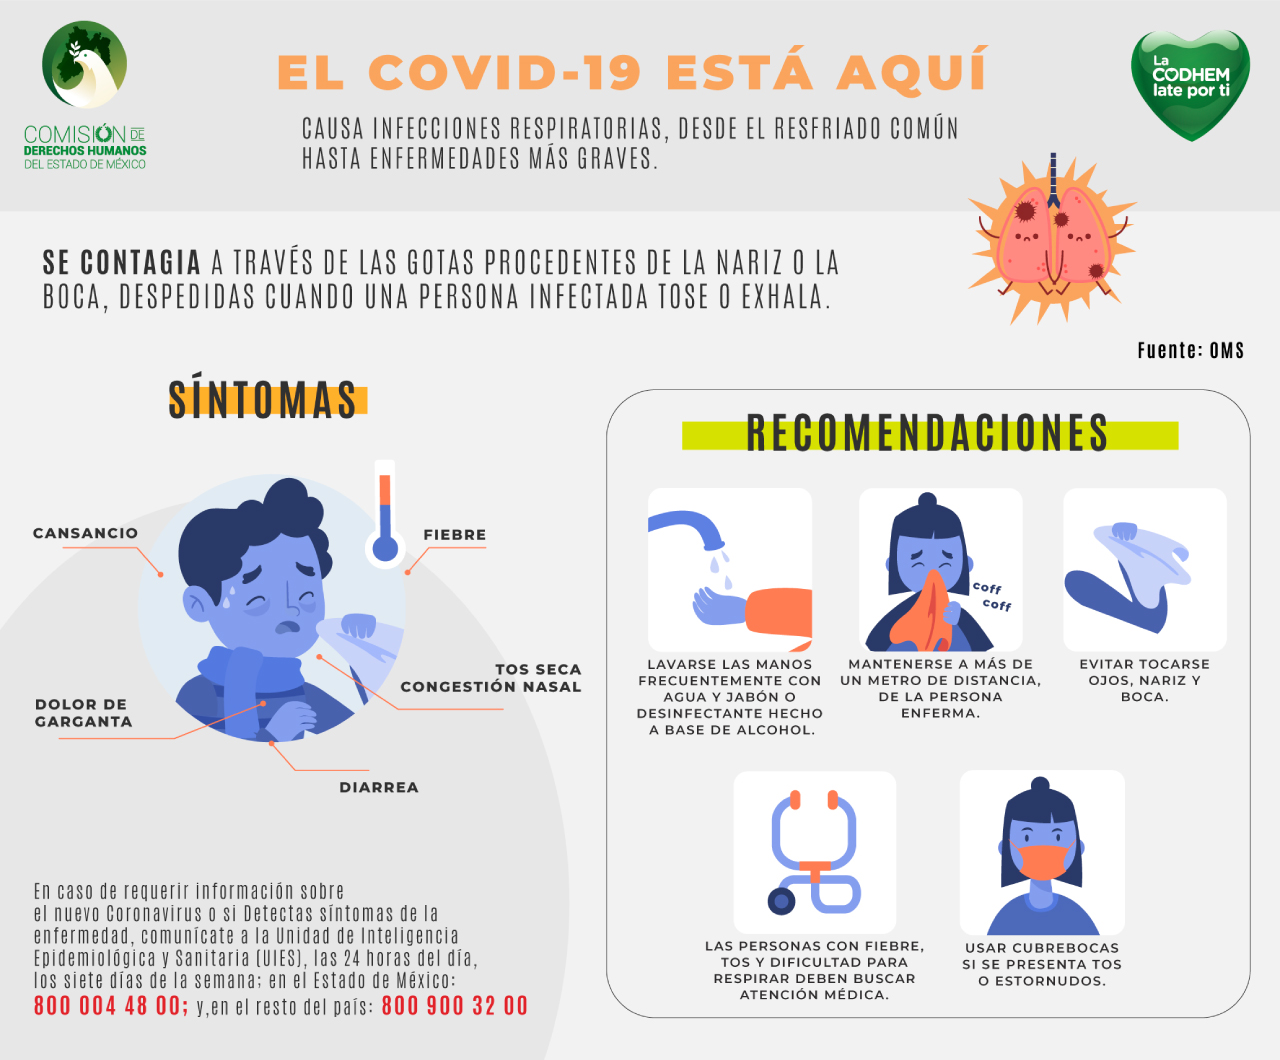 COMISIÓN DE
DERECHOS HUMANOS
DEL ESTADO DE MÉXICO
EL COVID-19 ESTÁ AQUÍ
CAUSA INFECCIONES RESPIRATORIAS, DESDE EL RESFRIADO COMÚN
HASTA ENFERMEDADES MÁS GRAVES.
La
CODHEM
late por ti
SE CONTAGIA A TRAVÉS DE LAS GOTAS PROCEDENTES DE LA NARIZ O LA
BOCA, DESPEDIDAS CUANDO UNA PERSONA INFECTADA TOSE O EXHALA.
Fuente: OMS
SÍNTOMAS
CANSANCIO
FIEBRE
TOS SECA
CONGESTIÓN NASAL
DOLOR DE
GARGANTA
DIARREA
En caso de requerir información sobre
el nuevo Coronavirus o si Detectas síntomas de la
enfermedad, comunícate a la Unidad de Inteligencia
Epidemiológica y Sanitaria (UIES), las 24 horas del día,
los siete días de la semana; en el Estado de México:
800 004 48 00; y,en el resto del país: 800 900 32 00
RECOMENDACIONES
LAVARSE LAS MANOS
FRECUENTEMENTE CON
AGUA Y JABÓN O
DESINFECTANTE HECHO
A BASE DE ALCOHOL.
coff
coff
MANTENERSE A MÁS DE
UN METRO DE DISTANCIA,
DE LA PERSONA
ENFERMA.
EVITAR TOCARSE
OJOS, NARIZ Y
BOCA.
LAS PERSONAS CON FIEBRE,
TOS Y DIFICULTAD PARA
RESPIRAR DEBEN BUSCAR
ATENCIÓN MÉDICA.
USAR CUBREBOCAS
SI SE PRESENTA TOS
O ESTORNUDOS.